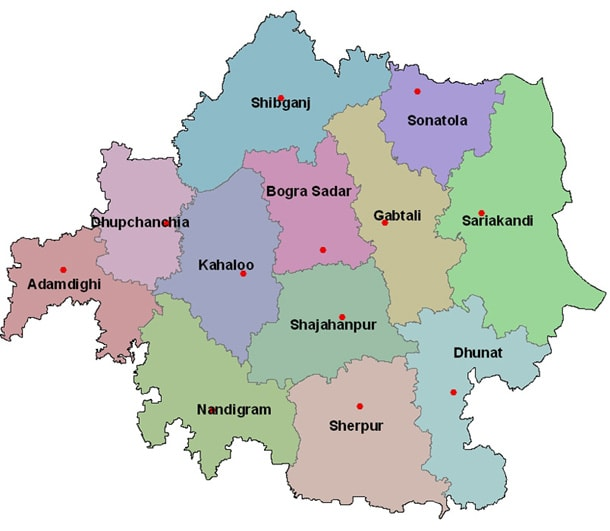 Shibganj
Sonatola
Bogra Sadar
Dhupchanchia
Gabtali
Sariakandi
Kahaloo
Adamdighi
Shajahanpur
Dhunat
Nandigram
Sherpur